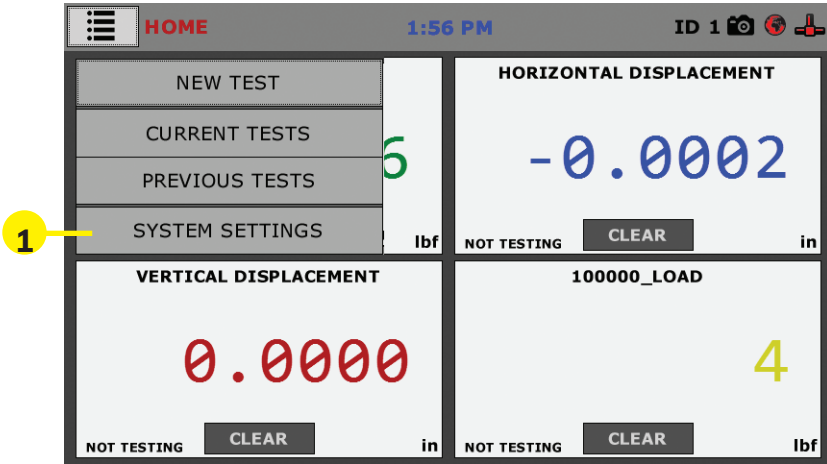 HOME 1:56 PM ID 1
NEW TEST
CURRENT TESTS
PREVIOUS TESTS
SYSTEM SETTINGS
1
6
lbf
HORIZONTAL DISPLACEMENT
-0.0002
NOT TESTING CLEAR in
VERTICAL DISPLACEMENT
0.0000
NOT TESTING CLEAR in
100000_LOAD
4
NOT TESTING CLEAR lbf